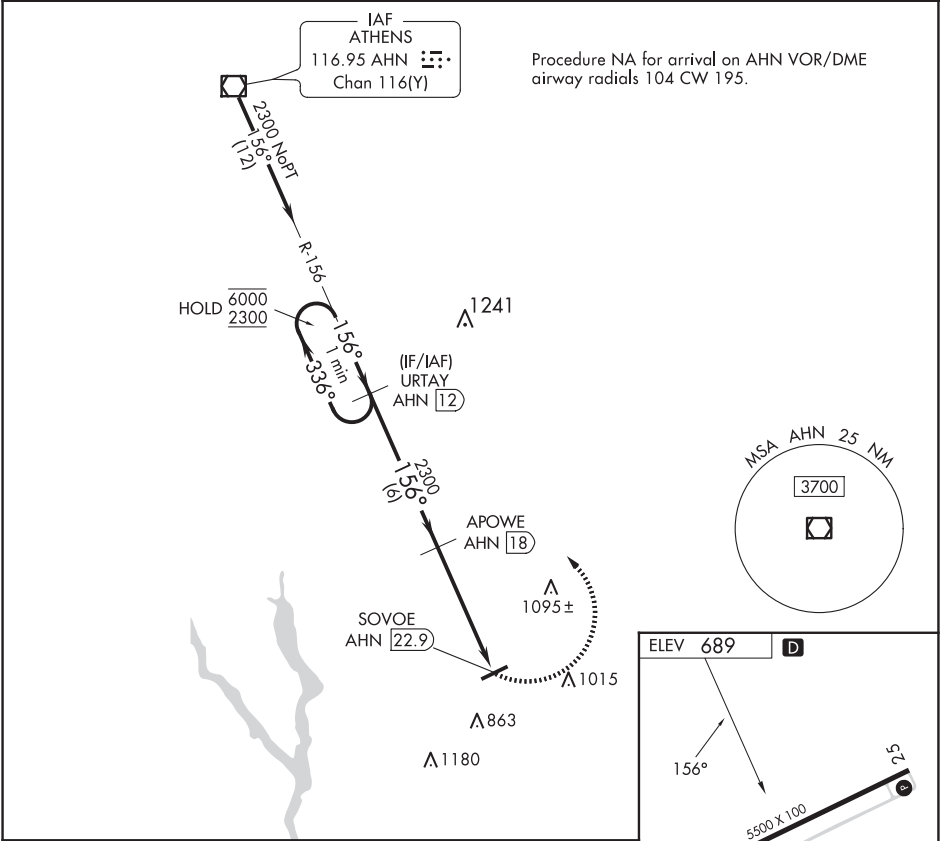 IAF
ATHENS
116.95 AHN
Chan 116(Y)
Procedure NA for arrival on AHN VOR/DME
airway radials 104 CW 195.
2300 NoPT
156°
(12)
R-156
HOLD 6000
2300
156°
1 min
336°
1241
(IF/IAF)
URTAY
AHN 12
2300
156°
(6)
APOWE
AHN 18
MSA AHN 25 NM
3700
1095±
SOVOE
AHN 22.9
1015
863
1180
ELEV 689 D
156°
25
P
5500 X 100